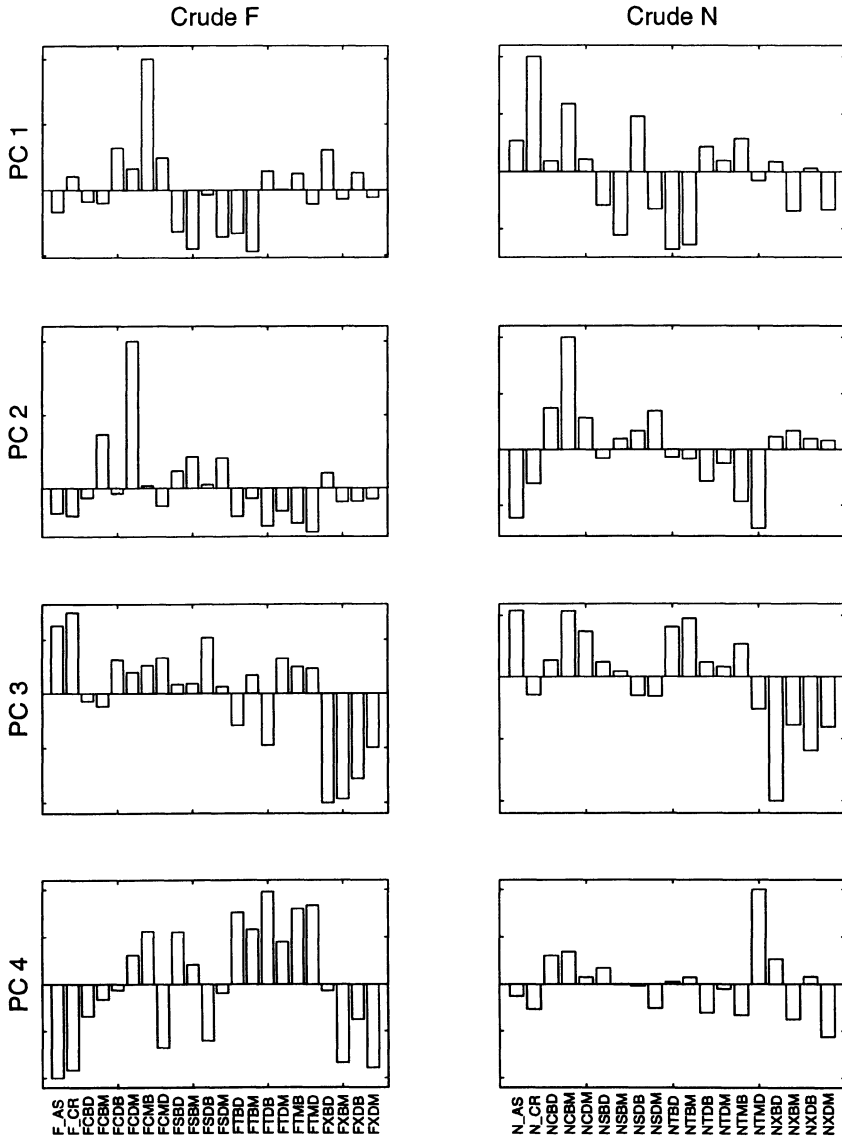 Crude F
Crude N
PC 1
PC 2
PC 3
PC 4
F_AS
F_CR
FCBD
FCBM
FCDB
FCDM
FCMB
FCMD
FSBD
FSBM
FSDB
FSDM
FTBD
FTBM
FTDB
FTDM
FTMB
FTMD
FXBD
FXBM
FXDB
FXDM
N_AS
N_CR
NCBD
NCBM
NCDM
NSBD
NSBM
NSDB
NSDM
NTBD
NTBM
NTDB
NTDM
NTMB
NTMD
NXBD
NXBM
NXDB
NXDM